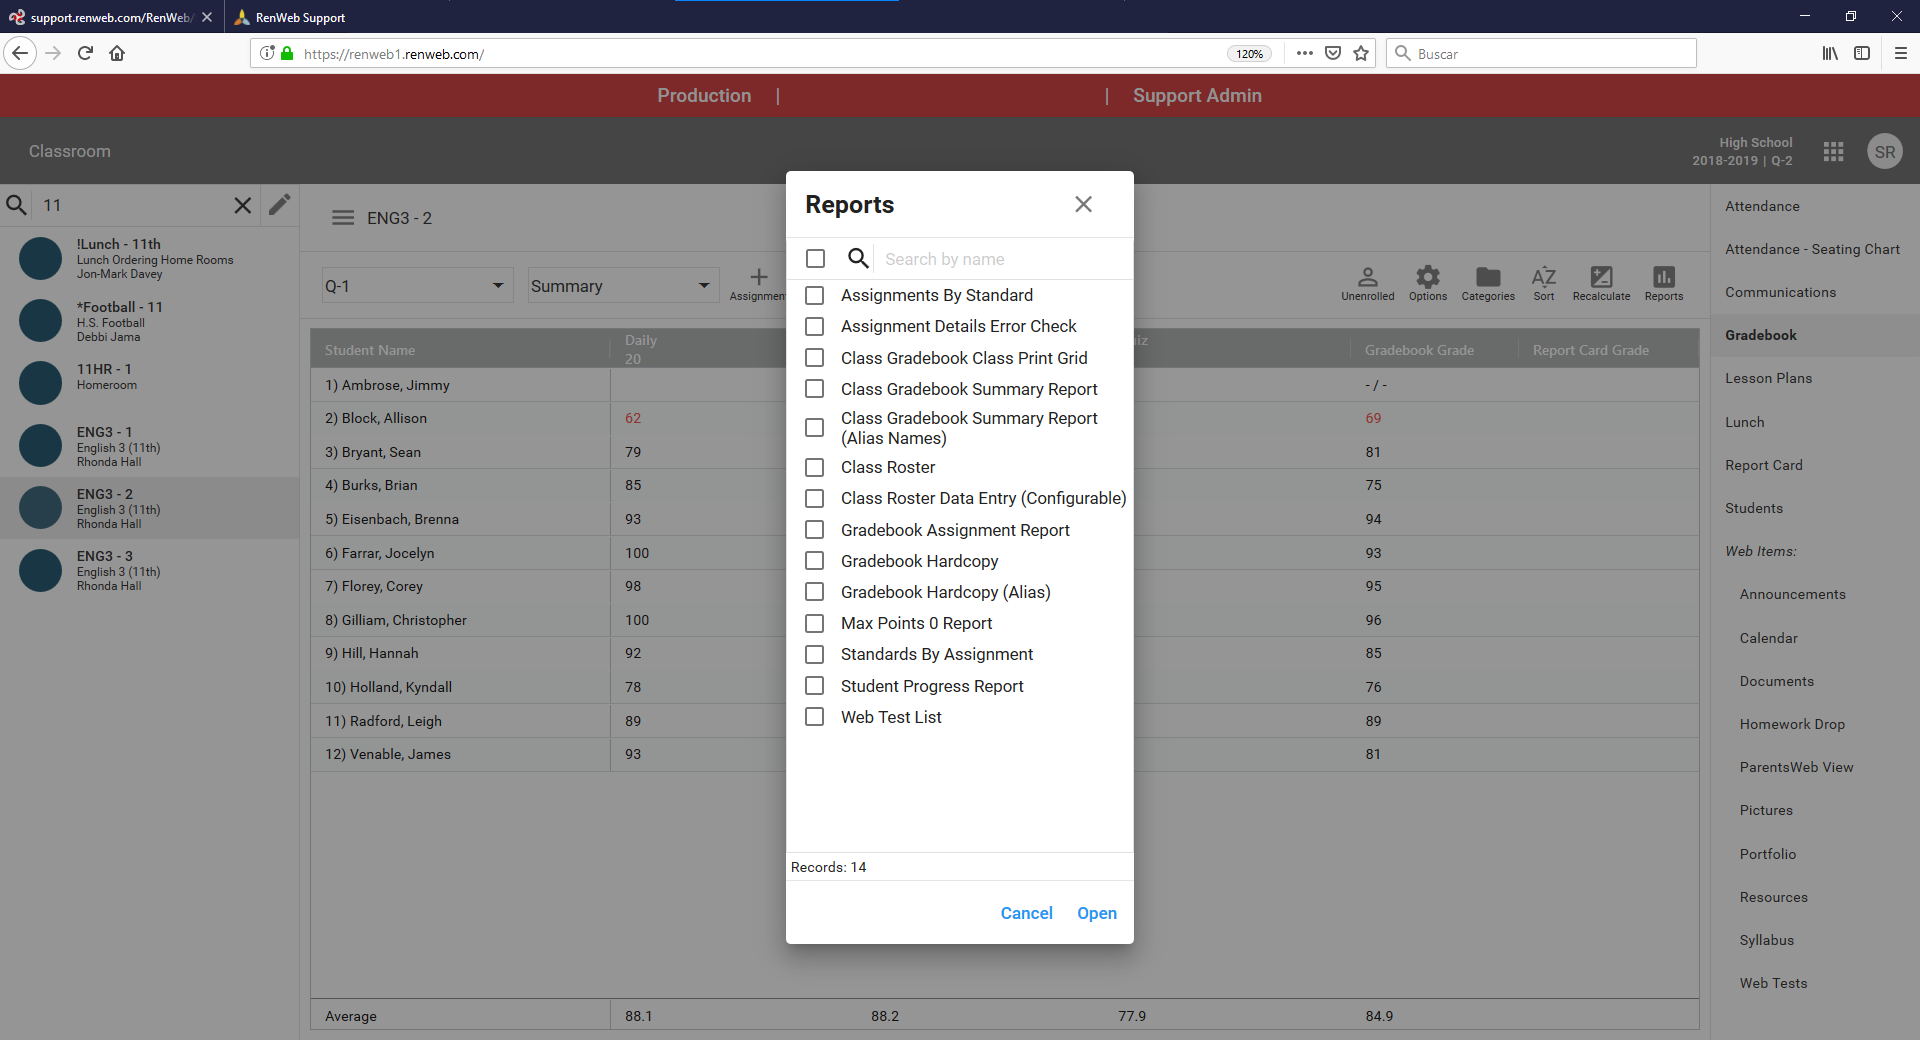 support.renweb.com/RenWeb/
RenWeb Support
https://renweb1.renweb.com/
120%
Buscar
Production | | Support Admin
Classroom
High School
2018-2019 | Q-2
SR
11
!Lunch - 11th
Lunch Ordering Home Rooms
Jon-Mark Davey
*Football - 11
H.S. Football
Debbi Jama
11HR - 1
Homeroom
ENG3 - 1
English 3 (11th)
Rhonda Hall
ENG3 - 2
English 3 (11th)
Rhonda Hall
ENG3 - 3
English 3 (11th)
Rhonda Hall
ENG3 - 2
Q-1
Summary
Unenrolled
Options
Categories
Sort
Recalculate
Reports
Student Name
Daily
20
Gradebook Grade
Report Card Grade
1) Ambrose, Jimmy - / -
2) Block, Allison 62 69
3) Bryant, Sean 79 81
4) Burks, Brian 85 75
5) Eisenbach, Brenna 93 94
6) Farrar, Jocelyn 100 93
7) Florey, Corey 98 95
8) Gilliam, Christopher 100 96
9) Hill, Hannah 92 85
10) Holland, Kyndall 78 76
11) Radford, Leigh 89 89
12) Venable, James 93 81
Average 88.1 88.2 77.9 84.9
Reports
Search by name
Assignments By Standard
Assignment Details Error Check
Class Gradebook Class Print Grid
Class Gradebook Summary Report
Class Gradebook Summary Report
(Alias Names)
Class Roster
Class Roster Data Entry (Configurable)
Gradebook Assignment Report
Gradebook Hardcopy
Gradebook Hardcopy (Alias)
Max Points 0 Report
Standards By Assignment
Student Progress Report
Web Test List
Records: 14
Cancel
Open
Attendance
Attendance - Seating Chart
Communications
Gradebook
Lesson Plans
Lunch
Report Card
Students
Web Items:
Announcements
Calendar
Documents
Homework Drop
ParentsWeb View
Pictures
Portfolio
Resources
Syllabus
Web Tests